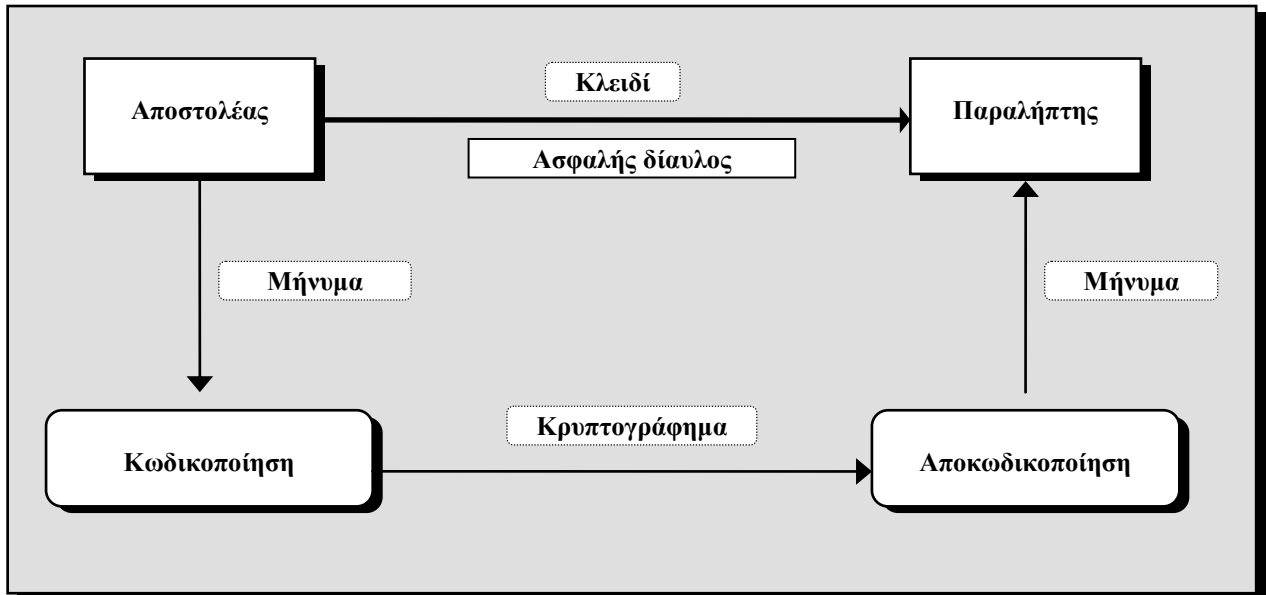 Κλειδί
Αποστολέας
Παραλήπτης
Ασφαλής δίαυλος
Μήνυμα
Μήνυμα
Κρυπτογράφημα
Κωδικοποίηση
Αποκωδικοποίηση